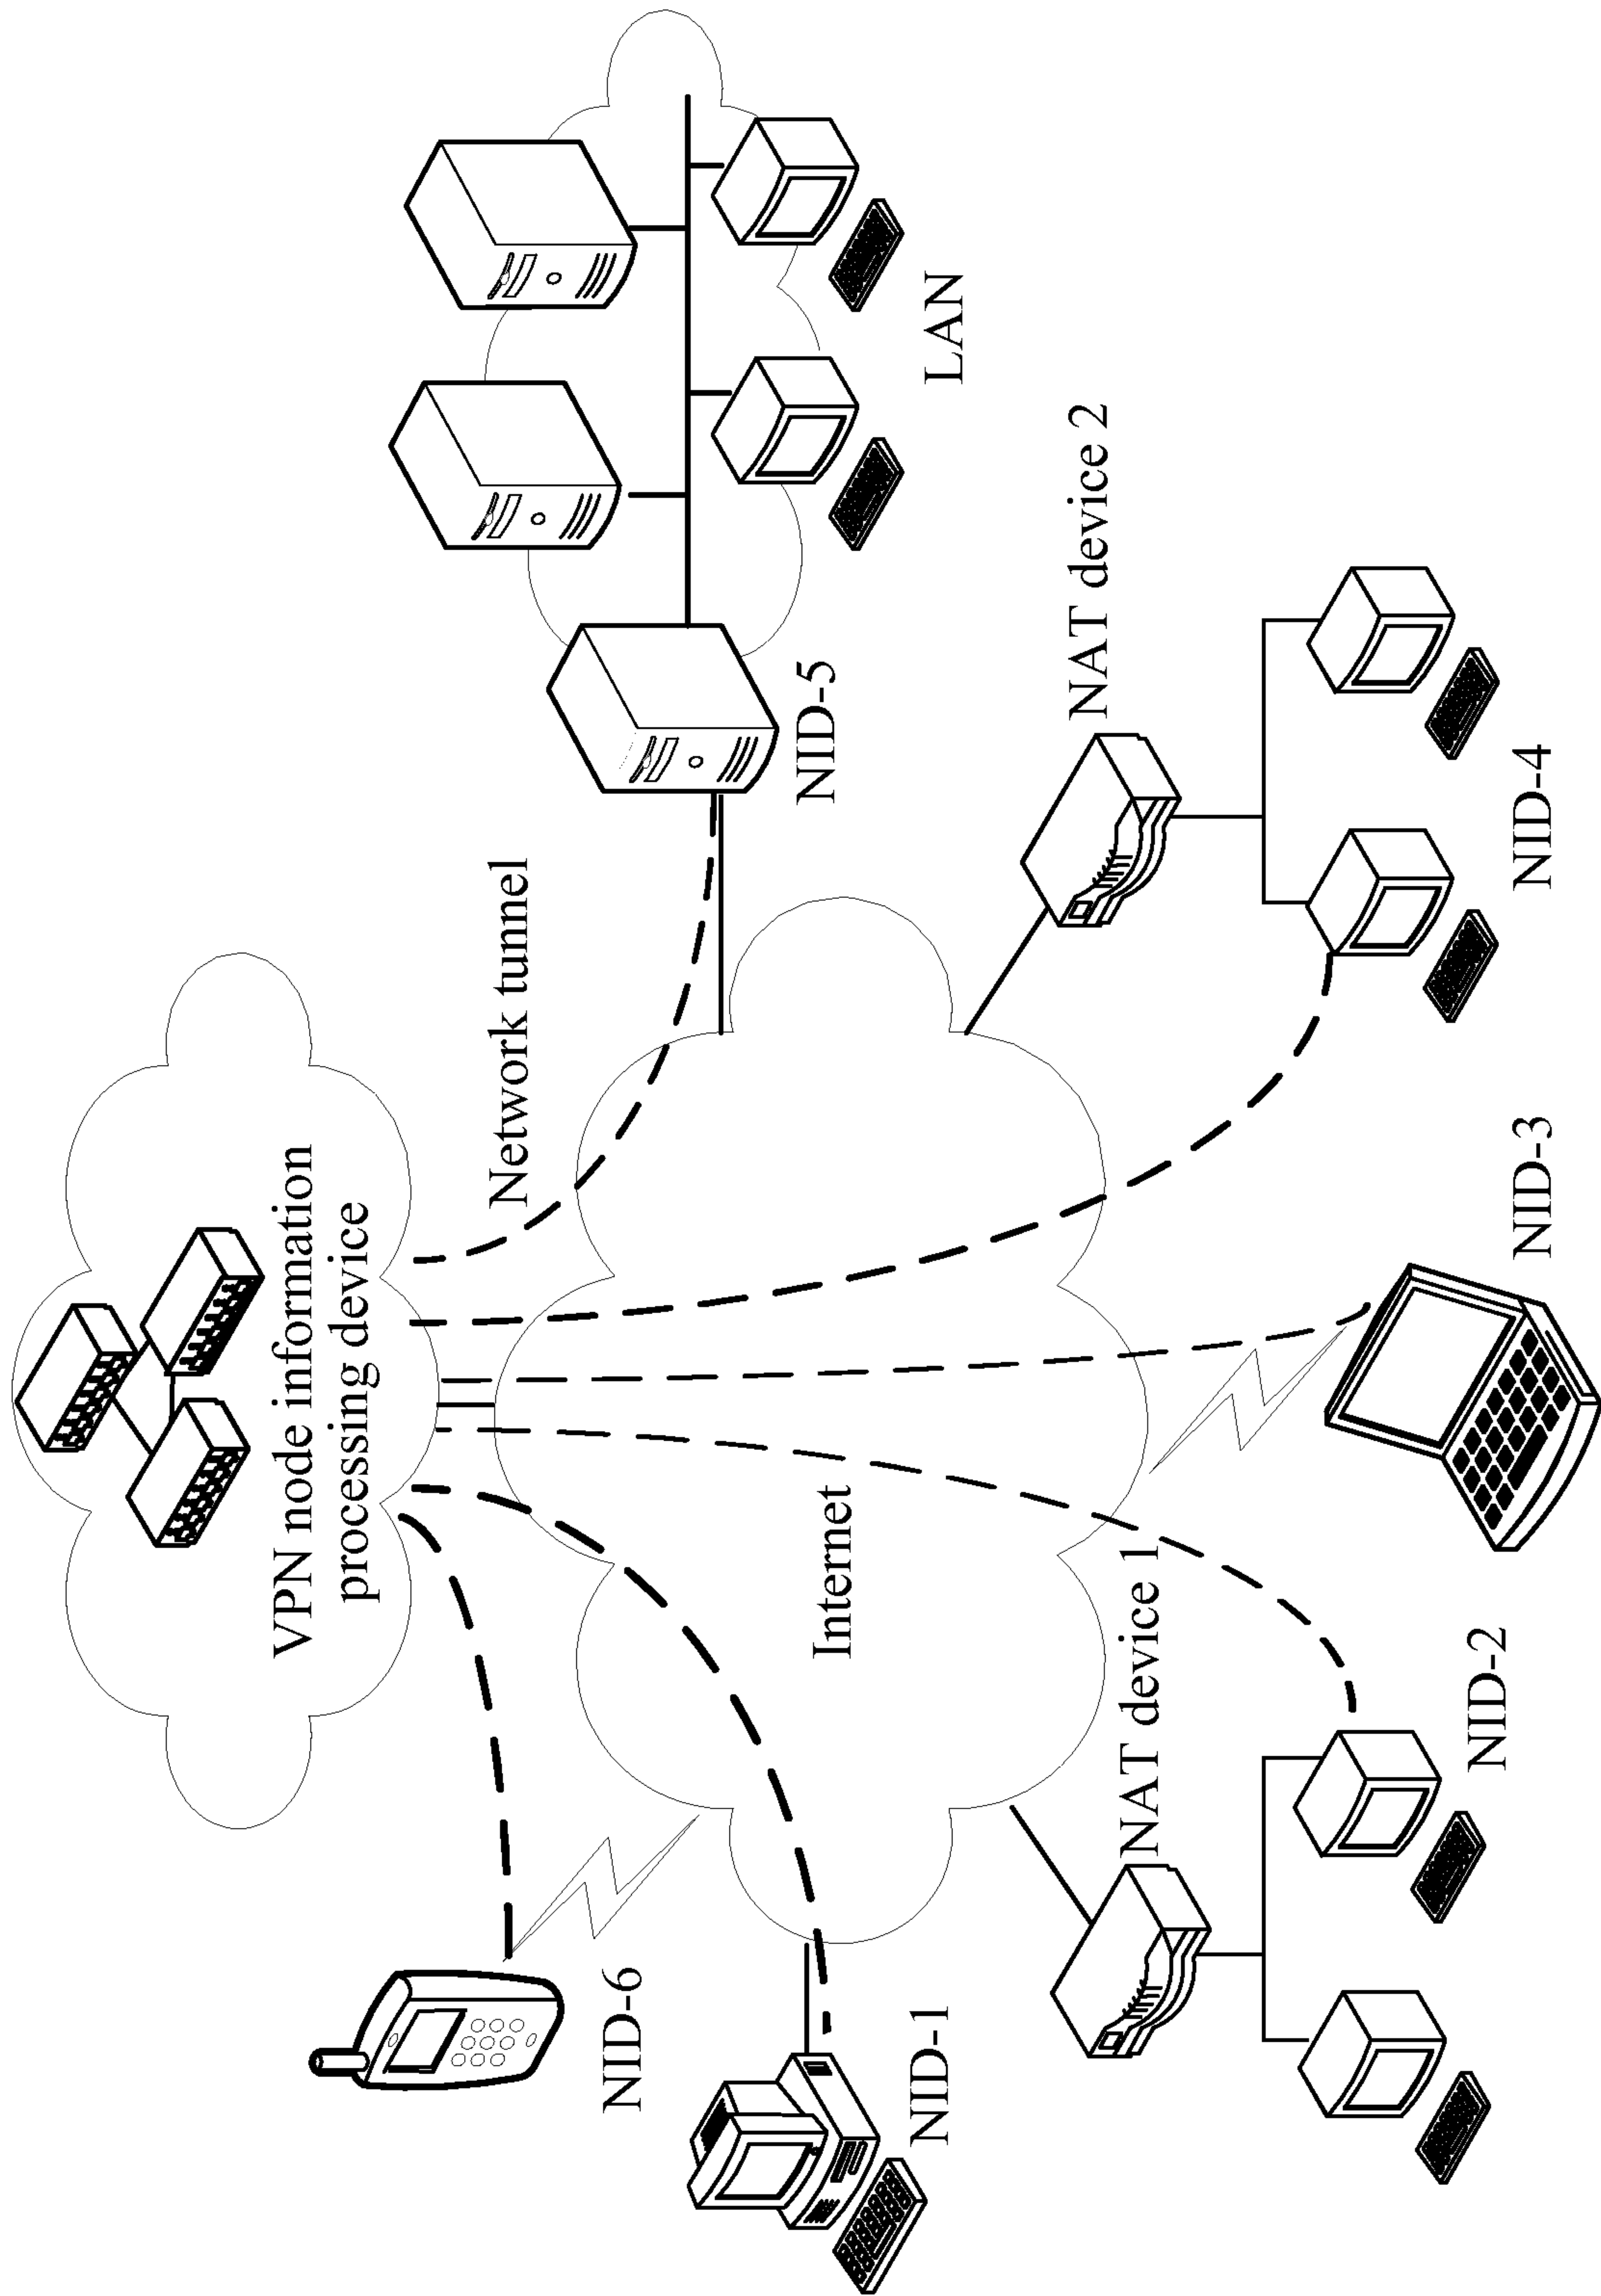 VPN node information
processing device
Network tunnel
NID-6
NID-5
LAN
NID-1
Internet
NAT device 1
NAT device 2
NID-2
NID-3
NID-4